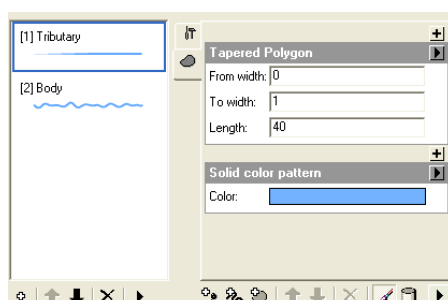 [1] Tributary
[2] Body
Tapered Polygon
From width: 0
To width: 1
Length: 40
Solid color pattern
Color: